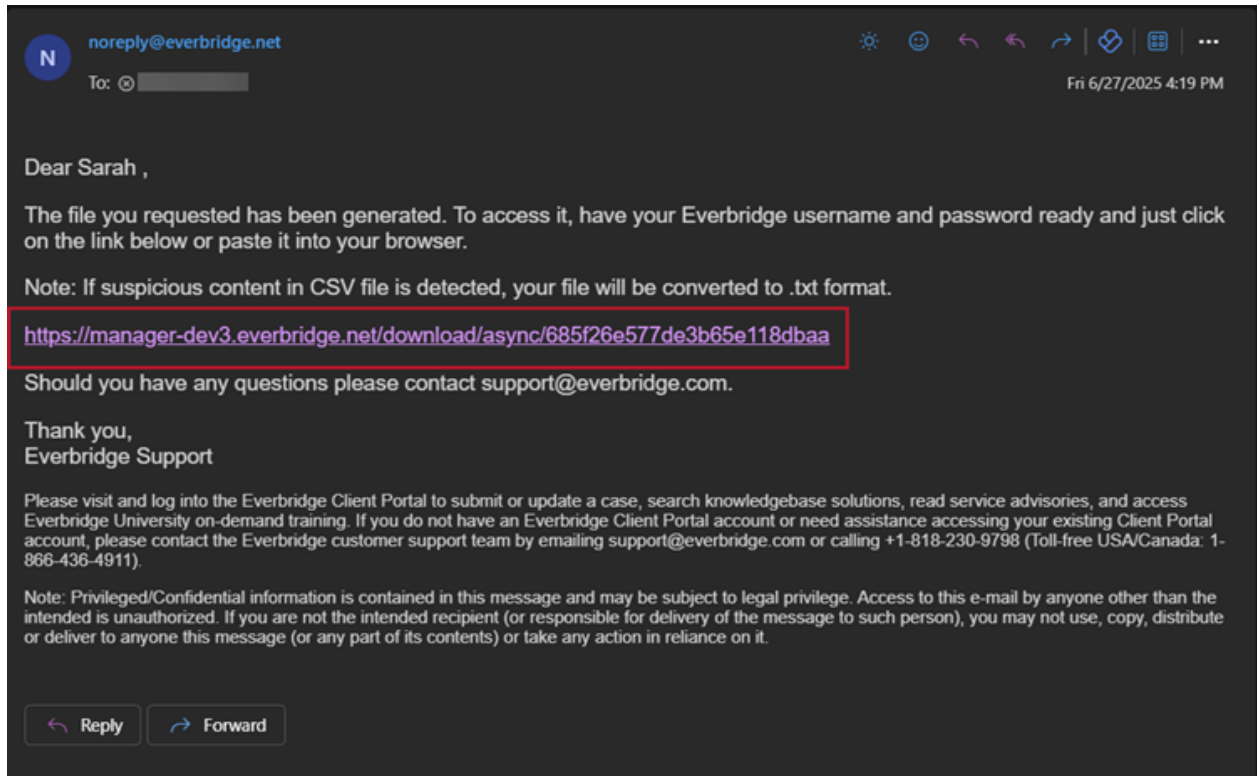 N
noreply@everbridge.net
To:
Fri 6/27/2025 4:19 PM
Dear Sarah ,
The file you requested has been generated. To access it, have your Everbridge username and password ready and just click
on the link below or paste it into your browser.
Note: If suspicious content in CSV file is detected, your file will be converted to .txt format.
https://manager-dev3.everbridge.net/download/async/685f26e577de3b65e118dbaa
Should you have any questions please contact support@everbridge.com.
Thank you,
Everbridge Support
Please visit and log into the Everbridge Client Portal to submit or update a case, search knowledgebase solutions, read service advisories, and access
Everbridge University on-demand training. If you do not have an Everbridge Client Portal account or need assistance accessing your existing Client Portal
account, please contact the Everbridge customer support team by emailing support@everbridge.com or calling +1-818-230-9798 (Toll-free USA/Canada: 1-
866-436-4911).
Note: Privileged/Confidential information is contained in this message and may be subject to legal privilege. Access to this e-mail by anyone other than the
intended is unauthorized. If you are not the intended recipient (or responsible for delivery of the message to such person), you may not use, copy, distribute
or deliver to anyone this message (or any part of its contents) or take any action in reliance on it.
Reply
Forward